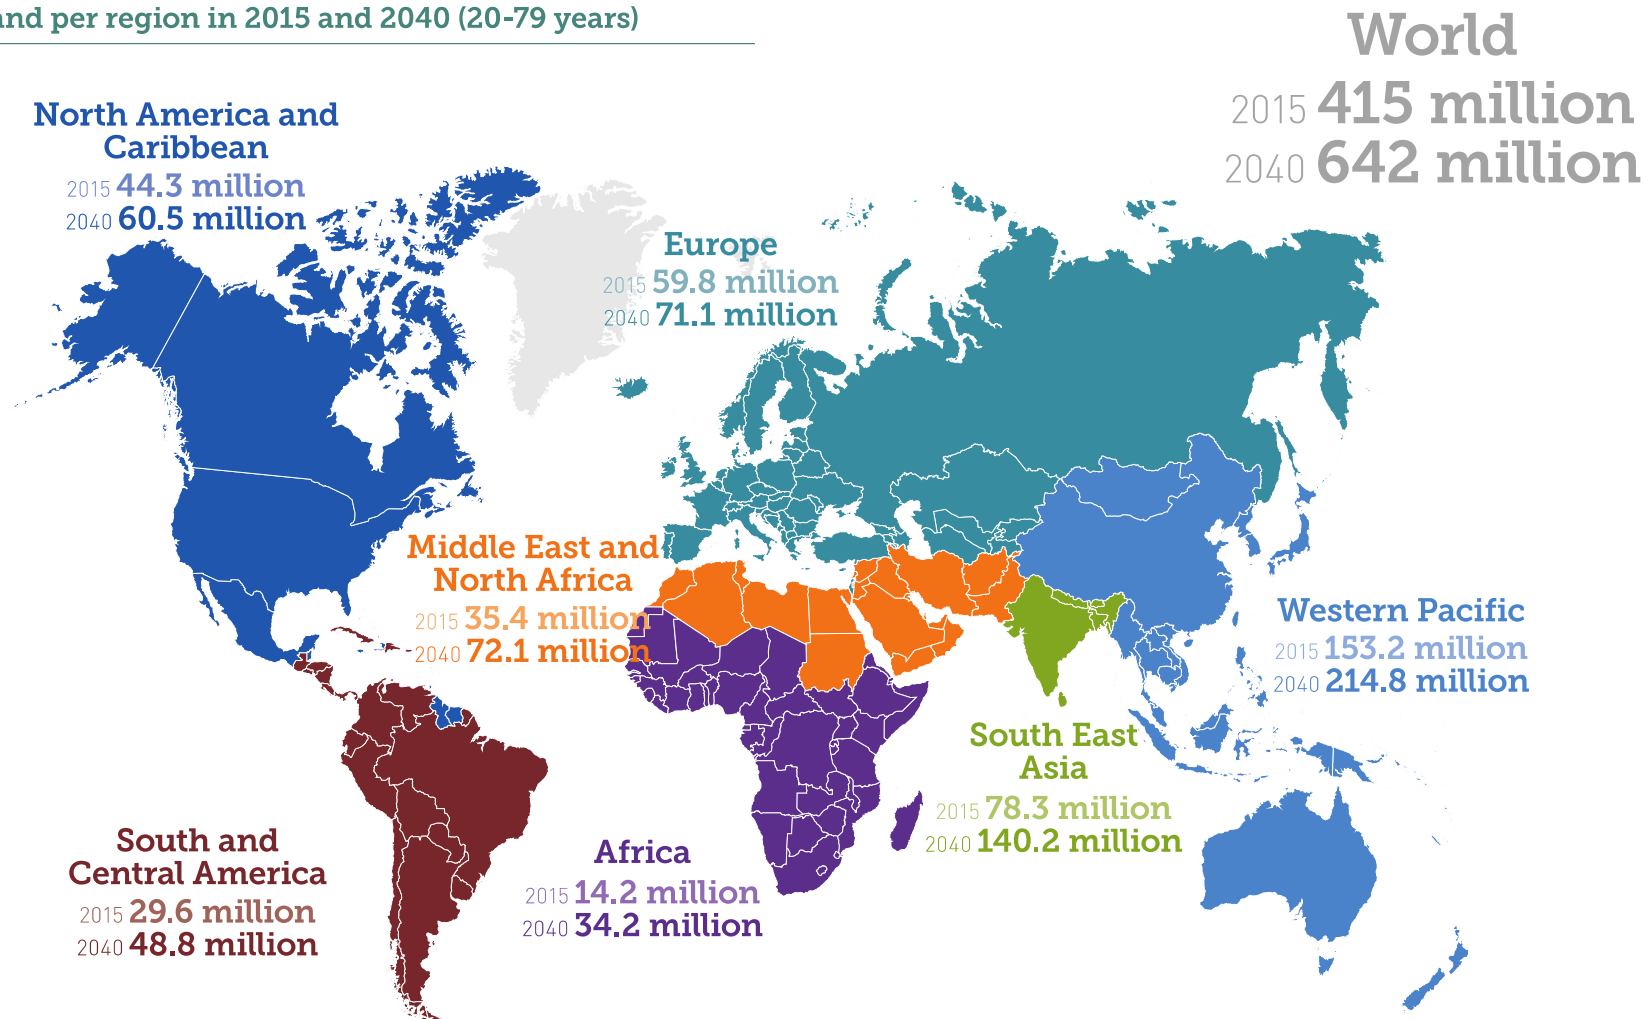 and per region in 2015 and 2040 (20-79 years)
World
2015 415 million
2040 642 million
North America and
Caribbean
2015 44.3 million
2040 60.5 million
Europe
2015 59.8 million
2040 71.1 million
Middle East and
North Africa
2015 35.4 million
2040 72.1 million
Western Pacific
2015 153.2 million
2040 214.8 million
South East
Asia
2015 78.3 million
2040 140.2 million
South and
Central America
2015 29.6 million
2040 48.8 million
Africa
2015 14.2 million
2040 34.2 million